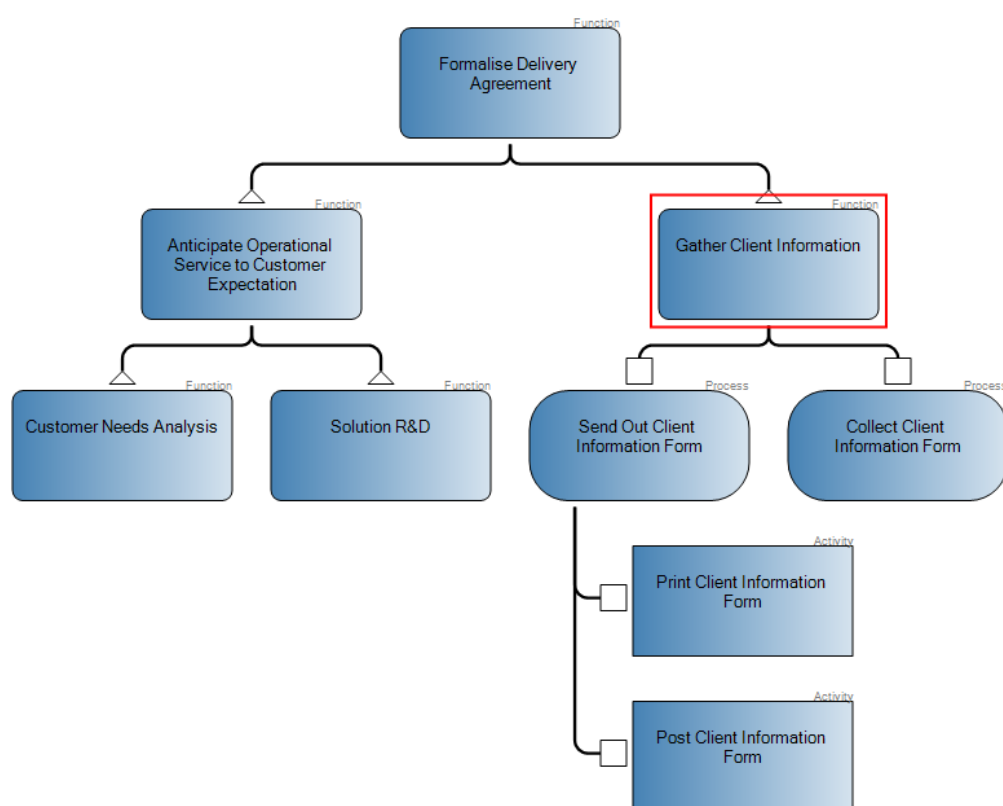 Function
Formalise Delivery
Agreement
Function
Anticipate Operational
Service to Customer
Expectation
Function
Gather Client Information
Function
Customer Needs Analysis
Function
Solution R&D
Process
Send Out Client
Information Form
Process
Collect Client
Information Form
Activity
Print Client Information
Form
Activity
Post Client Information
Form